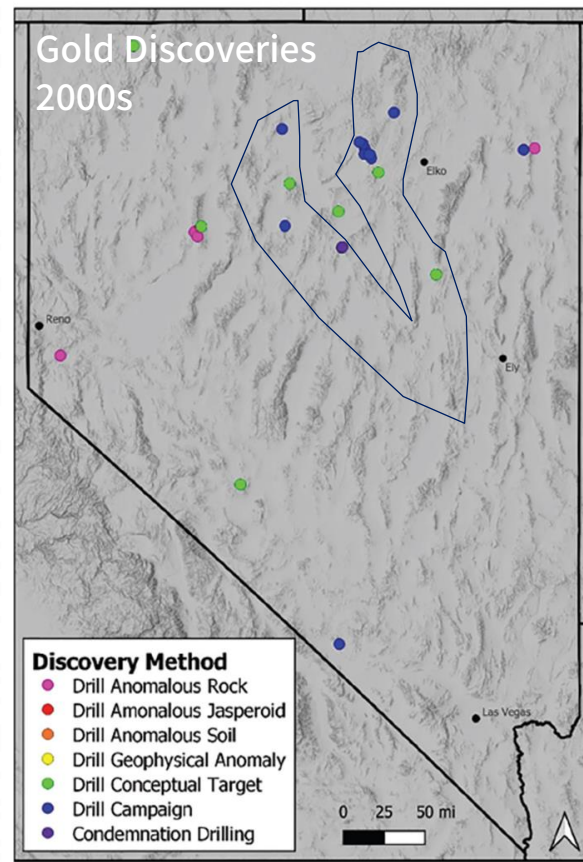 Gold Discoveries
2000s
Elko
Reno
Ely
Las Vegas
Discovery Method
Drill Anomalous Rock
Drill Amonalous Jasperoid
Drill Anomalous Soil
Drill Geophysical Anomaly
Drill Conceptual Target
Drill Campaign
Condemnation Drilling
0 25 50 mi